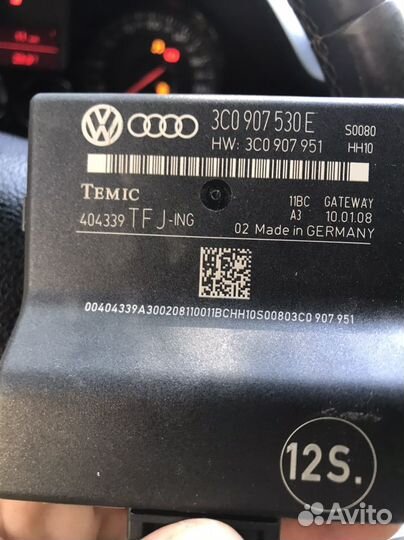 3C0 907 530 E S0080
HW: 3C0 907 951 HH10
TEMIC 11BC GATEWAY
404339 TFJ-ING A3 10.01.08
02 Made in GERMANY
00404339A300208110011BCHH10S00803C0 907 951
12S.
Avito